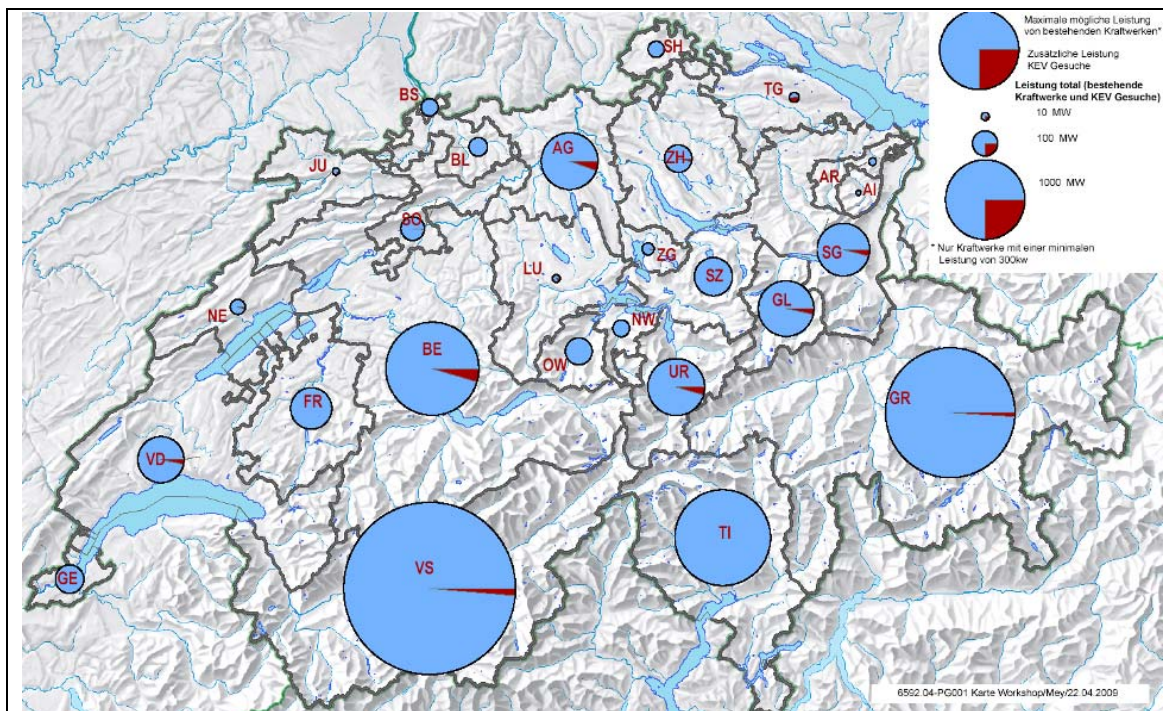 Maximale mögliche Leistung
von bestehenden Kraftwerken*
Zusätzliche Leistung
KEV Gesuche
Leistung total (bestehende
Kraftwerke und KEV Gesuche)
10 MW
100 MW
1000 MW
* Nur Kraftwerke mit einer minimalen
Leistung von 300kw
SH
TG
BS
BL
AG
ZH
JU
AR
AI
SO
ZG
SG
LU
SZ
GL
NE
NW
BE
OW
UR
FR
GR
VD
TI
VS
GE
6592.04-PG001 Karte Workshop/Mey/22.04.2009